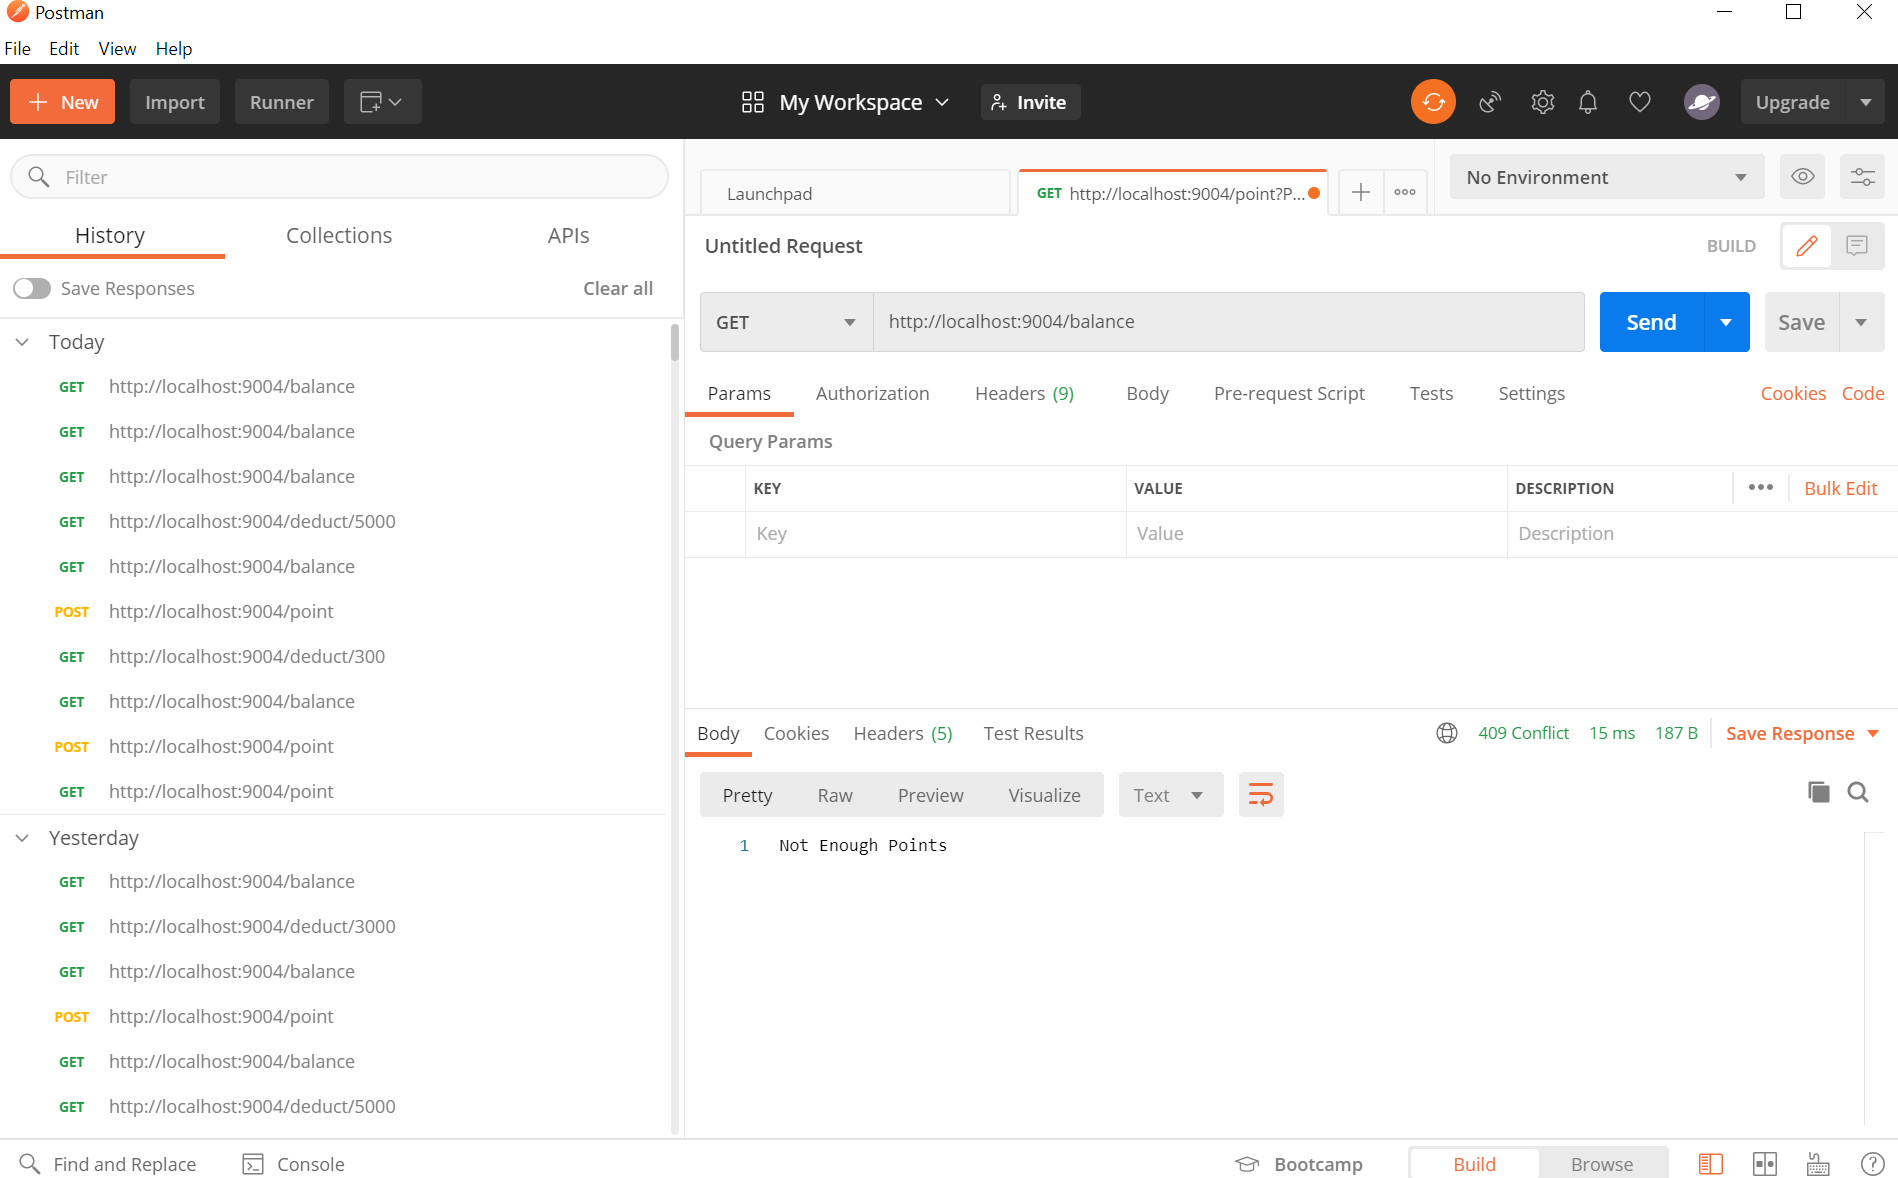 Postman
File Edit View Help
New Import Runner My Workspace Invite Upgrade
Filter
History Collections APIs
Save Responses Clear all
Today
GET http://localhost:9004/balance
GET http://localhost:9004/balance
GET http://localhost:9004/balance
GET http://localhost:9004/deduct/5000
GET http://localhost:9004/balance
POST http://localhost:9004/point
GET http://localhost:9004/deduct/300
GET http://localhost:9004/balance
POST http://localhost:9004/point
GET http://localhost:9004/point
Yesterday
GET http://localhost:9004/balance
GET http://localhost:9004/deduct/3000
GET http://localhost:9004/balance
POST http://localhost:9004/point
GET http://localhost:9004/balance
GET http://localhost:9004/deduct/5000
Launchpad GET http://localhost:9004/point?P... No Environment
Untitled Request BUILD
GET http://localhost:9004/balance Send Save
Params Authorization Headers (9) Body Pre-request Script Tests Settings Cookies Code
Query Params
KEY VALUE DESCRIPTION Bulk Edit
Key Value Description
Body Cookies Headers (5) Test Results 409 Conflict 15 ms 187 B Save Response
Pretty Raw Preview Visualize Text
1 Not Enough Points
Find and Replace Console Bootcamp Build Browse